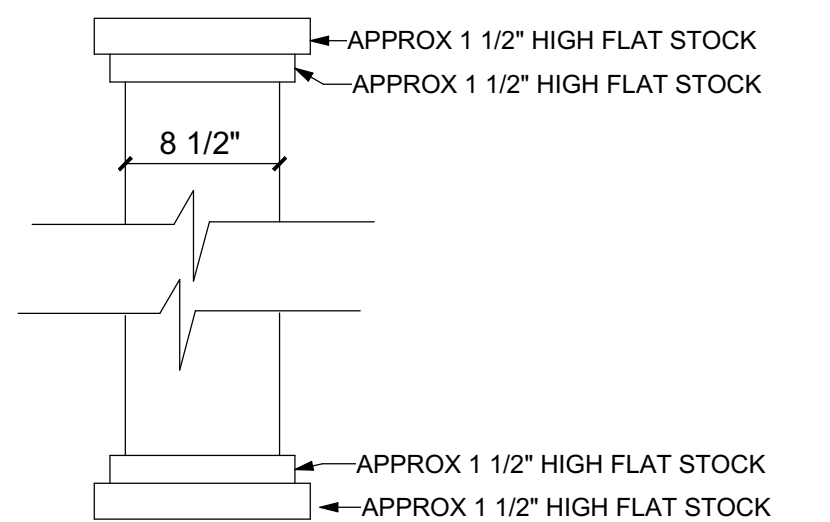 APPROX 1 1/2" HIGH FLAT STOCK
APPROX 1 1/2" HIGH FLAT STOCK
8 1/2"
APPROX 1 1/2" HIGH FLAT STOCK
APPROX 1 1/2" HIGH FLAT STOCK